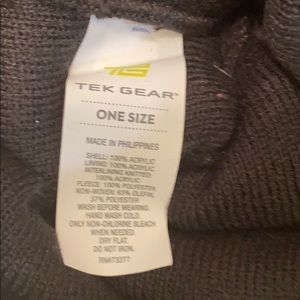 TEK GEAR™
ONE SIZE
MADE IN PHILIPPINES
SHELL: 100% ACRYLIC
LINING: 100% ACRYLIC
INTERLINING KNITTED:
100% ACRYLIC
FLEECE: 100% POLYESTER
NON-WOVEN: 63% OLEFIN,
37% POLYESTER
WASH BEFORE WEARING.
HAND WASH COLD.
ONLY NON-CHLORINE BLEACH
WHEN NEEDED.
DRY FLAT.
DO NOT IRON.
RN#73277